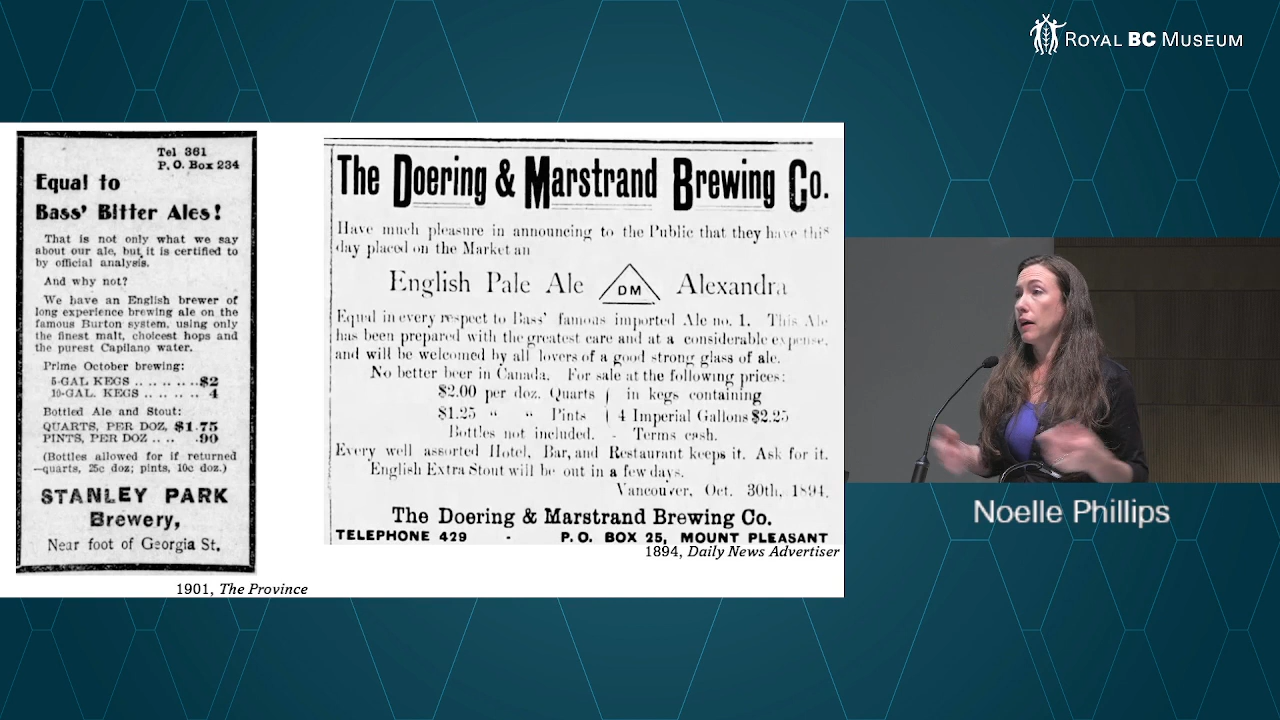 ROYAL BC MUSEUM
Tel 361
P. O. Box 234
Equal to
Bass' Bitter Ales!
That is not only what we say
about our ale, but it is certified to
by official analysis.
And why not?
We have an English brewer of
long experience brewing ale on the
famous Burton system, using only
the finest malt, choicest hops and
the purest Capilano water.
Prime October brewing:
5-GAL KEGS .. .. .. .. ..$2
10-GAL. KEGS .. .. .. .. 4
Bottled Ale and Stout:
QUARTS, PER DOZ, $1.75
PINTS, PER DOZ .. .. .90
(Bottles allowed for if returned
—quarts, 25c doz; pints, 10c doz.)
STANLEY PARK
Brewery,
Near foot of Georgia St,
1901, The Province
The Doering & Marstrand Brewing Co.
Have much pleasure in announcing to the Public that they have this
day placed on the Market an
English Pale Ale DM Alexandra
Equal in every respect to Bass' famous imported Ale no. 1. This Ale
has been prepared with the greatest care and at a considerable expense,
and will be welcomed by all lovers of a good strong glass of ale.
No better beer in Canada. For sale at the following prices:
$2.00 per doz. Quarts ( in kegs containing
$1.25 " " Pints ( 4 Imperial Gallons $2.25
Bottles not included. - Terms cash.
Every well assorted Hotel, Bar, and Restaurant keeps it. Ask for it.
English Extra Stout will be out in a few days.
Vancouver, Oct. 30th, 1894.
The Doering & Marstrand Brewing Co.
TELEPHONE 429 - P. O. BOX 25, MOUNT PLEASANT
1894, Daily News Advertiser
Noelle Phillips